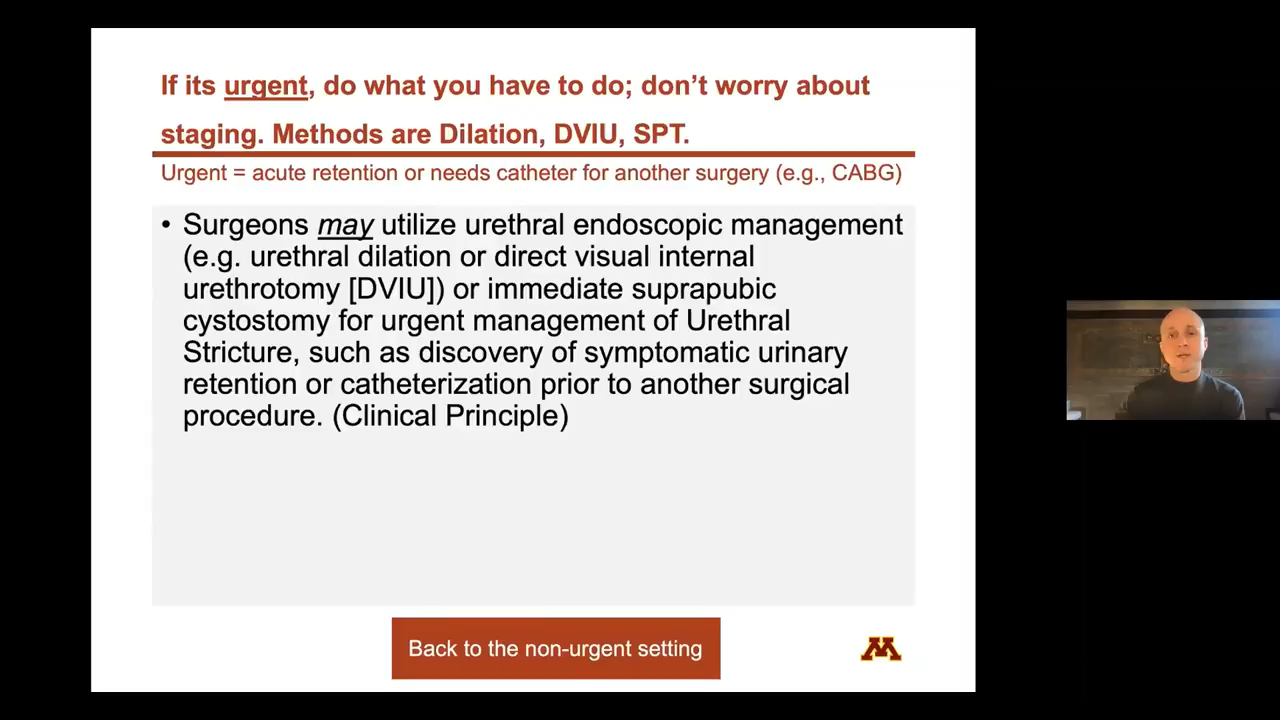 If its urgent, do what you have to do; don't worry about
staging. Methods are Dilation, DVIU, SPT.
Urgent = acute retention or needs catheter for another surgery (e.g., CABG)
• Surgeons may utilize urethral endoscopic management
(e.g. urethral dilation or direct visual internal
urethrotomy [DVIU]) or immediate suprapubic
cystostomy for urgent management of Urethral
Stricture, such as discovery of symptomatic urinary
retention or catheterization prior to another surgical
procedure. (Clinical Principle)
Back to the non-urgent setting
M